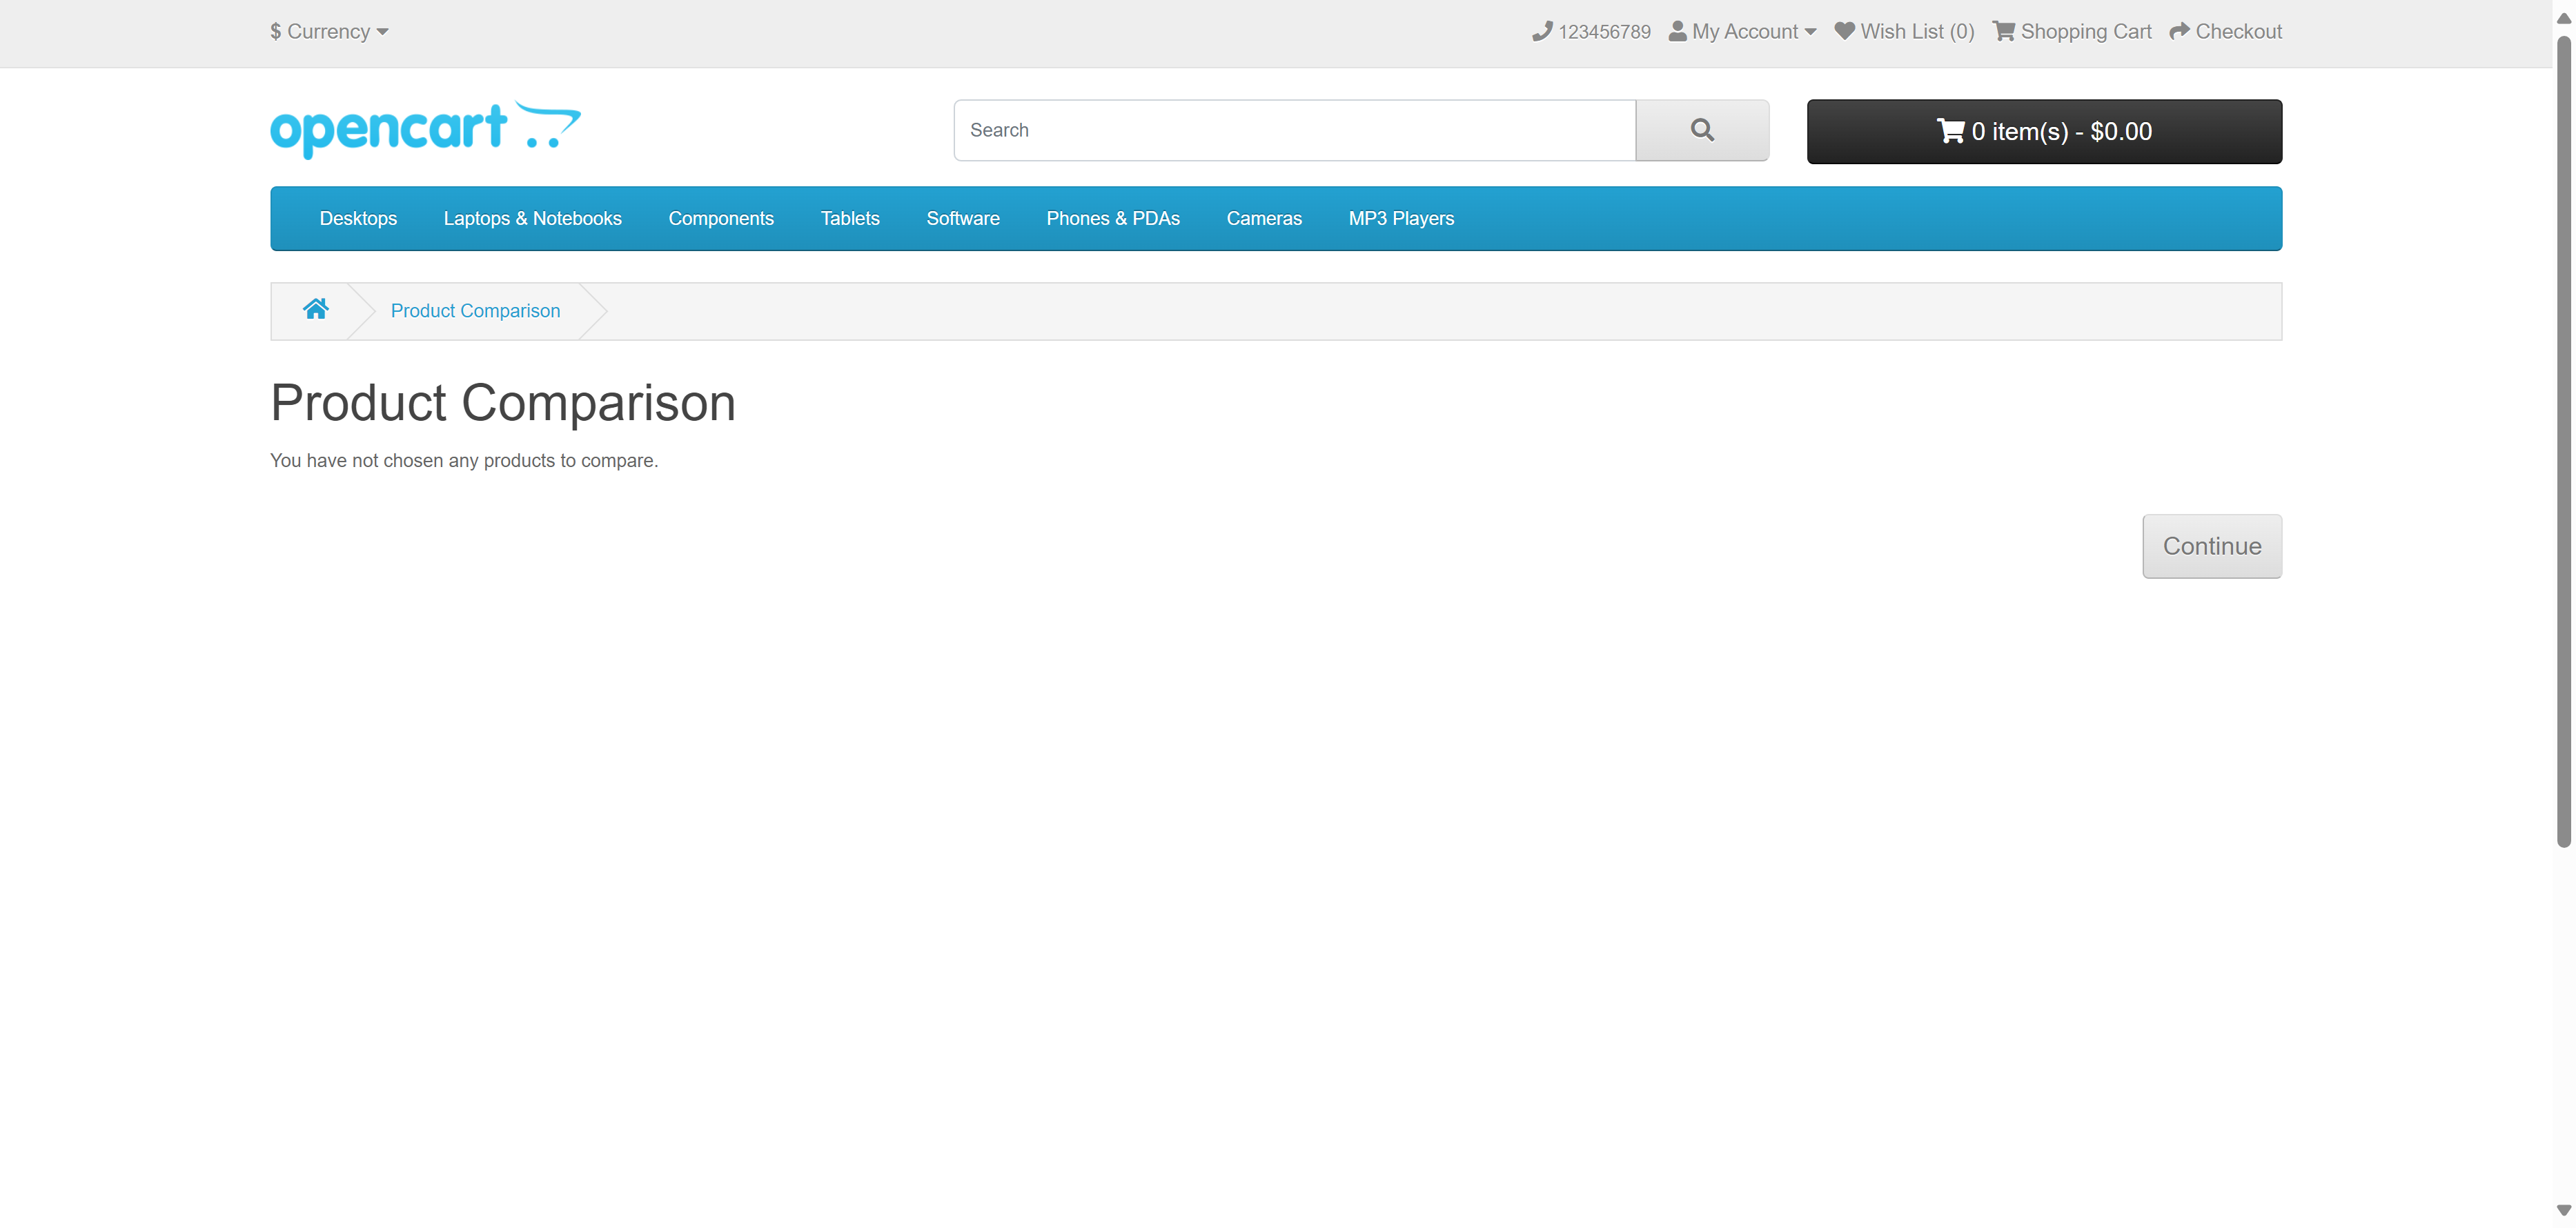 $ Currency
123456789 My Account Wish List (0) Shopping Cart Checkout
opencart
Search
0 item(s) - $0.00
Desktops Laptops & Notebooks Components Tablets Software Phones & PDAs Cameras MP3 Players
Product Comparison
Product Comparison
You have not chosen any products to compare.
Continue